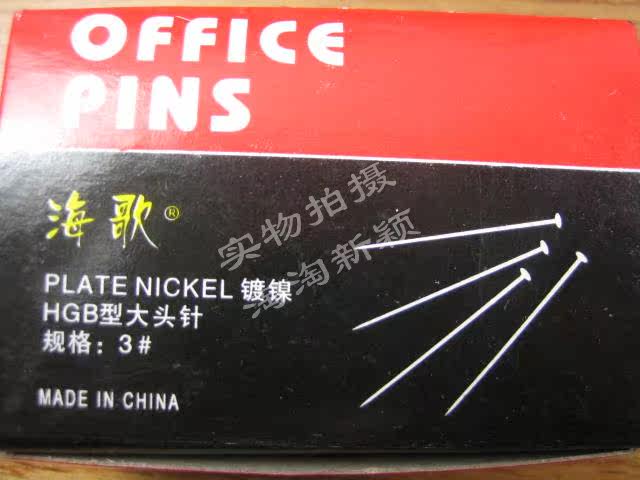 OFFICE
PINS
海歌®
PLATE NICKEL 镀镍
HGB型大头针
规格：3#
MADE IN CHINA
实物拍摄
海淘新颖